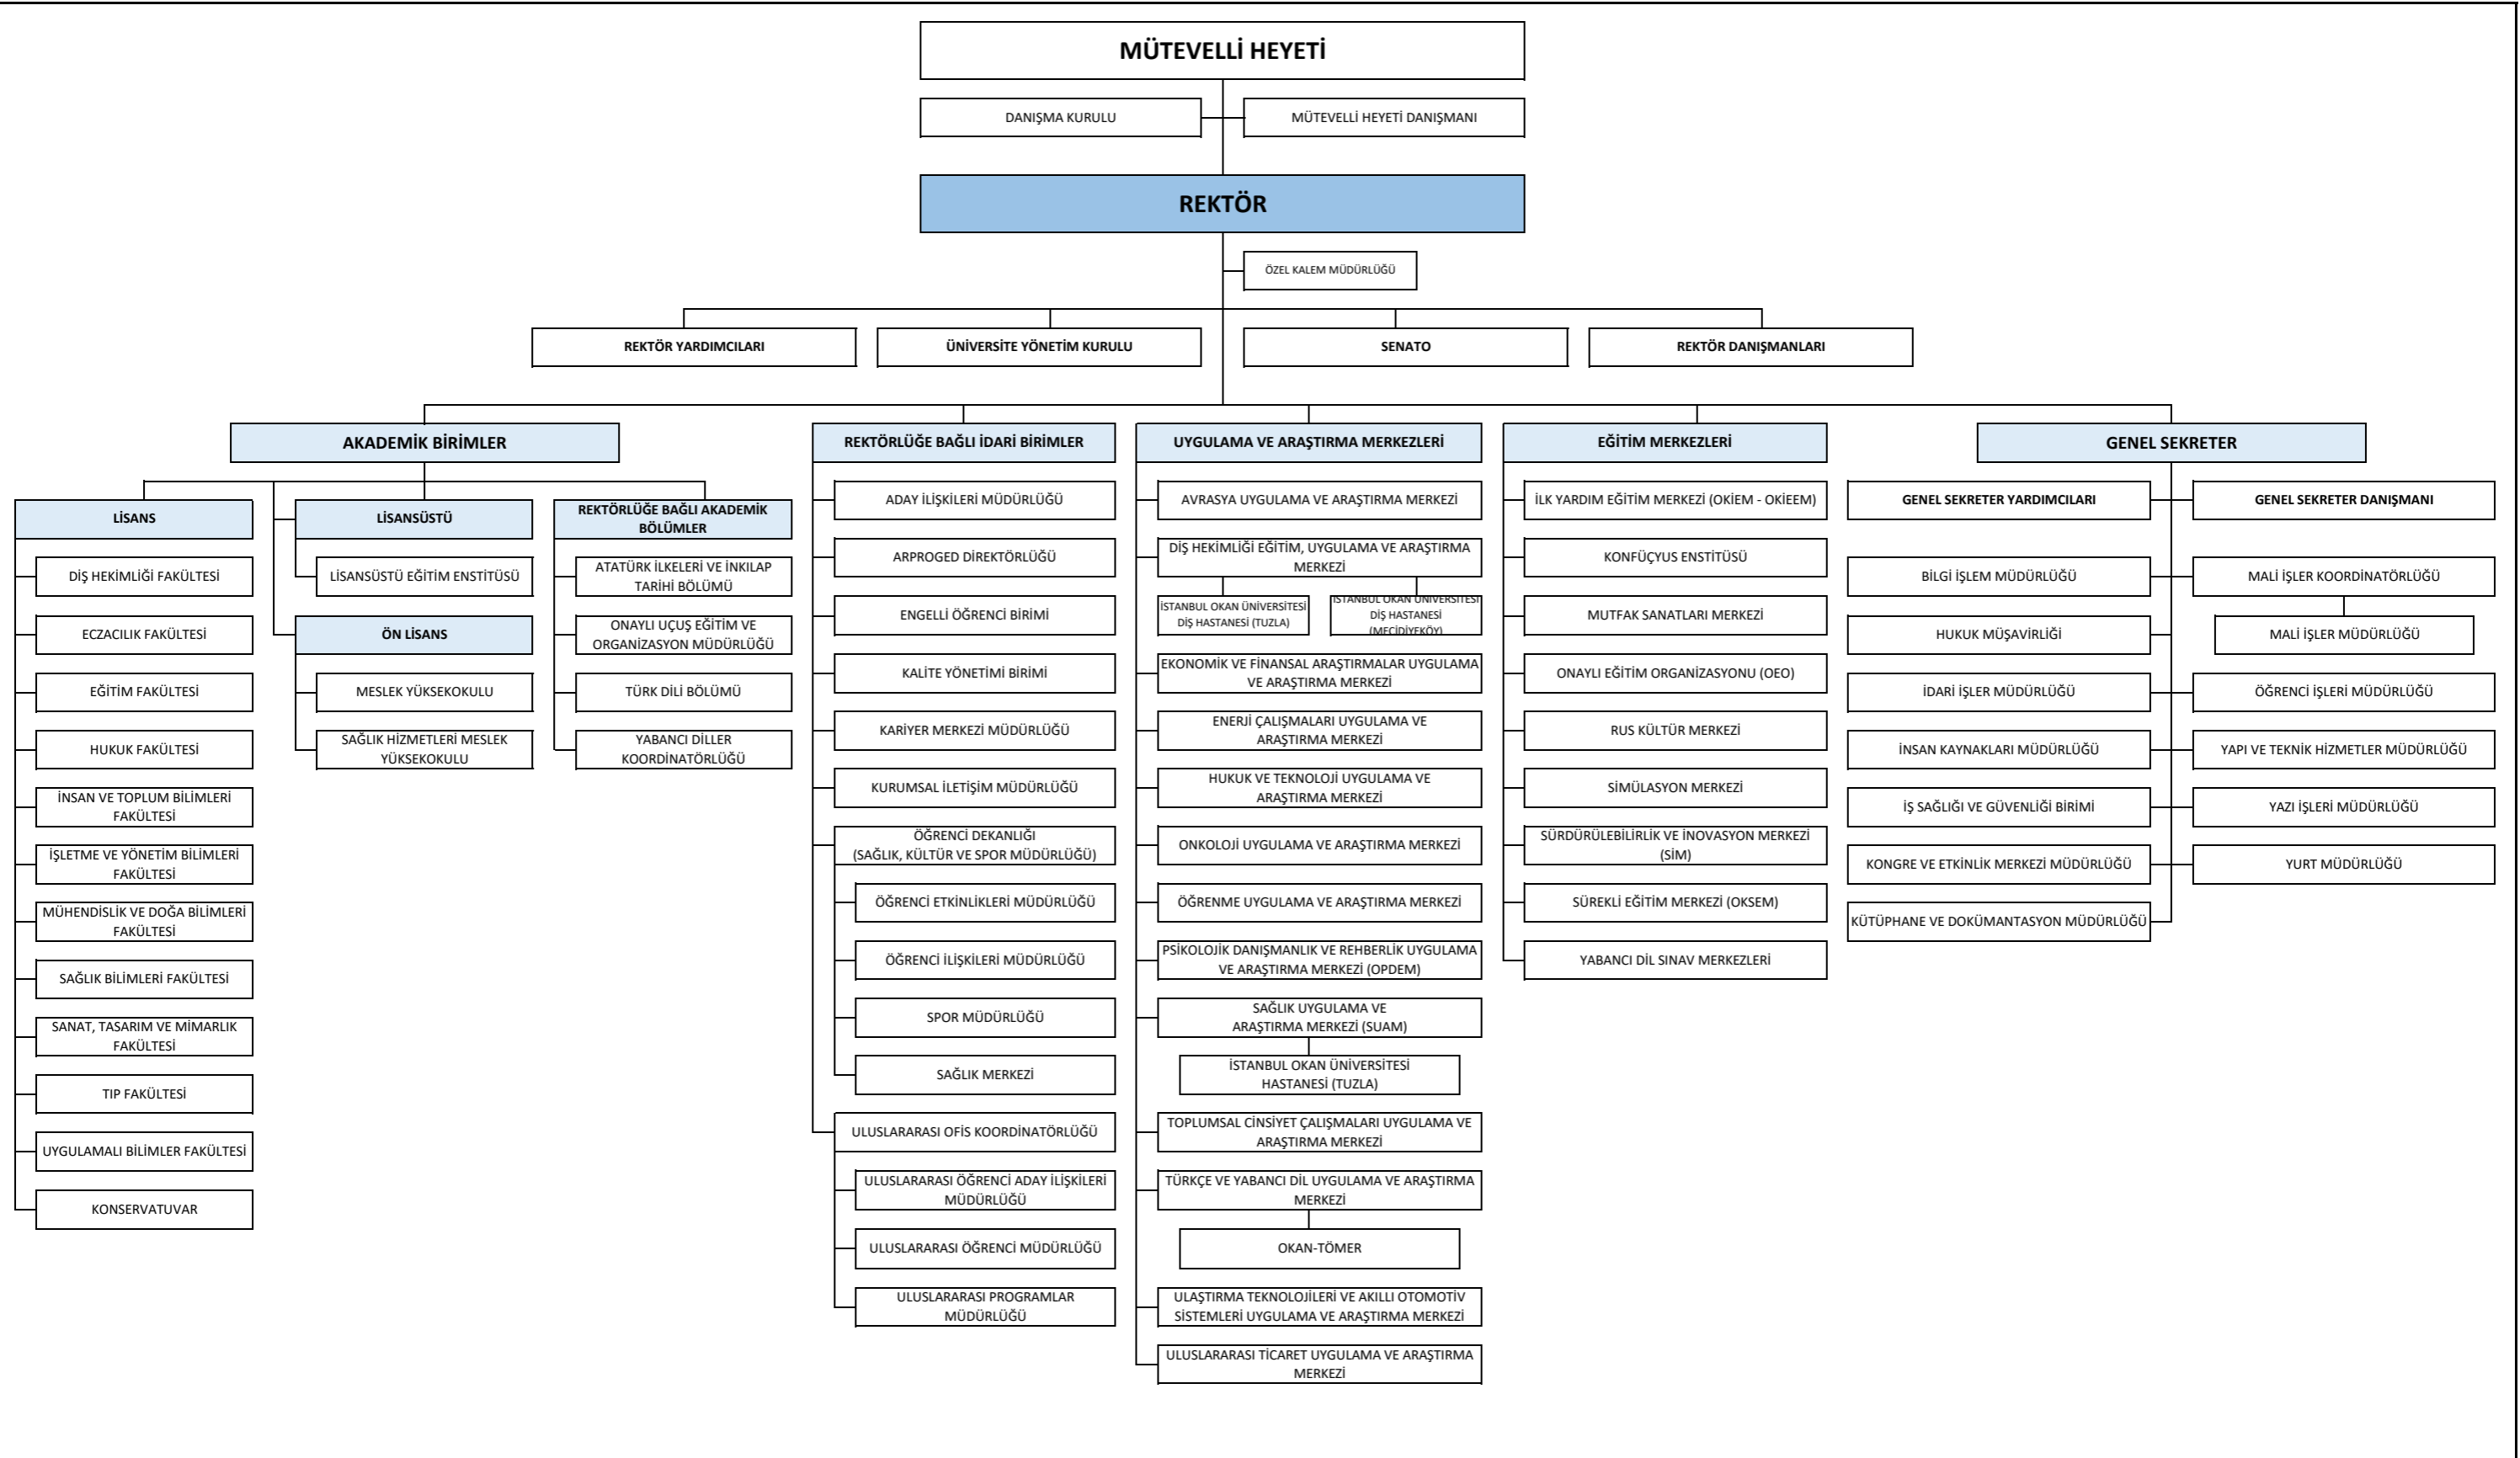 MÜTEVELLİ HEYETİ
DANIŞMA KURULU
MÜTEVELLİ HEYETİ DANIŞMANI
REKTÖR
ÖZEL KALEM MÜDÜRLÜĞÜ
REKTÖR YARDIMCILARI
ÜNİVERSİTE YÖNETİM KURULU
SENATO
REKTÖR DANIŞMANLARI
AKADEMİK BİRİMLER
LİSANS
DİŞ HEKİMLİĞİ FAKÜLTESİ
ECZACILIK FAKÜLTESİ
EĞİTİM FAKÜLTESİ
HUKUK FAKÜLTESİ
İNSAN VE TOPLUM BİLİMLERİ
FAKÜLTESİ
İŞLETME VE YÖNETİM BİLİMLERİ
FAKÜLTESİ
MÜHENDİSLİK VE DOĞA BİLİMLERİ
FAKÜLTESİ
SAĞLIK BİLİMLERİ FAKÜLTESİ
SANAT, TASARIM VE MİMARLIK
FAKÜLTESİ
TIP FAKÜLTESİ
UYGULAMALI BİLİMLER FAKÜLTESİ
KONSERVATUVAR
LİSANSÜSTÜ
LİSANSÜSTÜ EĞİTİM ENSTİTÜSÜ
ÖN LİSANS
MESLEK YÜKSEKOKULU
SAĞLIK HİZMETLERİ MESLEK
YÜKSEKOKULU
REKTÖRLÜĞE BAĞLI AKADEMİK
BÖLÜMLER
ATATÜRK İLKELERİ VE İNKILAP
TARİHİ BÖLÜMÜ
ONAYLI UÇUŞ EĞİTİM VE
ORGANİZASYON MÜDÜRLÜĞÜ
TÜRK DİLİ BÖLÜMÜ
YABANCI DİLLER
KOORDİNATÖRLÜĞÜ
REKTÖRLÜĞE BAĞLI İDARİ BİRİMLER
ADAY İLİŞKİLERİ MÜDÜRLÜĞÜ
ARPROGED DİREKTÖRLÜĞÜ
ENGELLİ ÖĞRENCİ BİRİMİ
KALİTE YÖNETİMİ BİRİMİ
KARİYER MERKEZİ MÜDÜRLÜĞÜ
KURUMSAL İLETİŞİM MÜDÜRLÜĞÜ
ÖĞRENCİ DEKANLIĞI
(SAĞLIK, KÜLTÜR VE SPOR MÜDÜRLÜĞÜ)
ÖĞRENCİ ETKİNLİKLERİ MÜDÜRLÜĞÜ
ÖĞRENCİ İLİŞKİLERİ MÜDÜRLÜĞÜ
SPOR MÜDÜRLÜĞÜ
SAĞLIK MERKEZİ
ULUSLARARASI OFİS KOORDİNATÖRLÜĞÜ
ULUSLARARASI ÖĞRENCİ ADAY İLİŞKİLERİ
MÜDÜRLÜĞÜ
ULUSLARARASI ÖĞRENCİ MÜDÜRLÜĞÜ
ULUSLARARASI PROGRAMLAR
MÜDÜRLÜĞÜ
UYGULAMA VE ARAŞTIRMA MERKEZLERİ
AVRASYA UYGULAMA VE ARAŞTIRMA MERKEZİ
DİŞ HEKİMLİĞİ EĞİTİM, UYGULAMA VE ARAŞTIRMA
MERKEZİ
İSTANBUL OKAN ÜNİVERSİTESİ
DİŞ HASTANESİ (TUZLA)
İSTANBUL OKAN ÜNİVERSİTESİ
DİŞ HASTANESİ
(MECİDİYEKÖY)
EKONOMİK VE FİNANSAL ARAŞTIRMALAR UYGULAMA
VE ARAŞTIRMA MERKEZİ
ENERJİ ÇALIŞMALARI UYGULAMA VE
ARAŞTIRMA MERKEZİ
HUKUK VE TEKNOLOJİ UYGULAMA VE
ARAŞTIRMA MERKEZİ
ONKOLOJİ UYGULAMA VE ARAŞTIRMA MERKEZİ
ÖĞRENME UYGULAMA VE ARAŞTIRMA MERKEZİ
PSİKOLOJİK DANIŞMANLIK VE REHBERLİK UYGULAMA
VE ARAŞTIRMA MERKEZİ (OPDEM)
SAĞLIK UYGULAMA VE
ARAŞTIRMA MERKEZİ (SUAM)
İSTANBUL OKAN ÜNİVERSİTESİ
HASTANESİ (TUZLA)
TOPLUMSAL CİNSİYET ÇALIŞMALARI UYGULAMA VE
ARAŞTIRMA MERKEZİ
TÜRKÇE VE YABANCI DİL UYGULAMA VE ARAŞTIRMA
MERKEZİ
OKAN-TÖMER
ULAŞTIRMA TEKNOLOJİLERİ VE AKILLI OTOMOTİV
SİSTEMLERİ UYGULAMA VE ARAŞTIRMA MERKEZİ
ULUSLARARASI TİCARET UYGULAMA VE ARAŞTIRMA
MERKEZİ
EĞİTİM MERKEZLERİ
İLK YARDIM EĞİTİM MERKEZİ (OKİEM - OKİEEM)
KONFÜÇYUS ENSTİTÜSÜ
MUTFAK SANATLARI MERKEZİ
ONAYLI EĞİTİM ORGANİZASYONU (OEO)
RUS KÜLTÜR MERKEZİ
SİMÜLASYON MERKEZİ
SÜRDÜRÜLEBİLİRLİK VE İNOVASYON MERKEZİ
(SİM)
SÜREKLİ EĞİTİM MERKEZİ (OKSEM)
YABANCI DİL SINAV MERKEZLERİ
GENEL SEKRETER
GENEL SEKRETER YARDIMCILARI
GENEL SEKRETER DANIŞMANI
BİLGİ İŞLEM MÜDÜRLÜĞÜ
MALİ İŞLER KOORDİNATÖRLÜĞÜ
HUKUK MÜŞAVİRLİĞİ
MALİ İŞLER MÜDÜRLÜĞÜ
İDARİ İŞLER MÜDÜRLÜĞÜ
ÖĞRENCİ İŞLERİ MÜDÜRLÜĞÜ
İNSAN KAYNAKLARI MÜDÜRLÜĞÜ
YAPI VE TEKNİK HİZMETLER MÜDÜRLÜĞÜ
İŞ SAĞLIĞI VE GÜVENLİĞİ BİRİMİ
YAZI İŞLERİ MÜDÜRLÜĞÜ
KONGRE VE ETKİNLİK MERKEZİ MÜDÜRLÜĞÜ
YURT MÜDÜRLÜĞÜ
KÜTÜPHANE VE DOKÜMANTASYON MÜDÜRLÜĞÜ